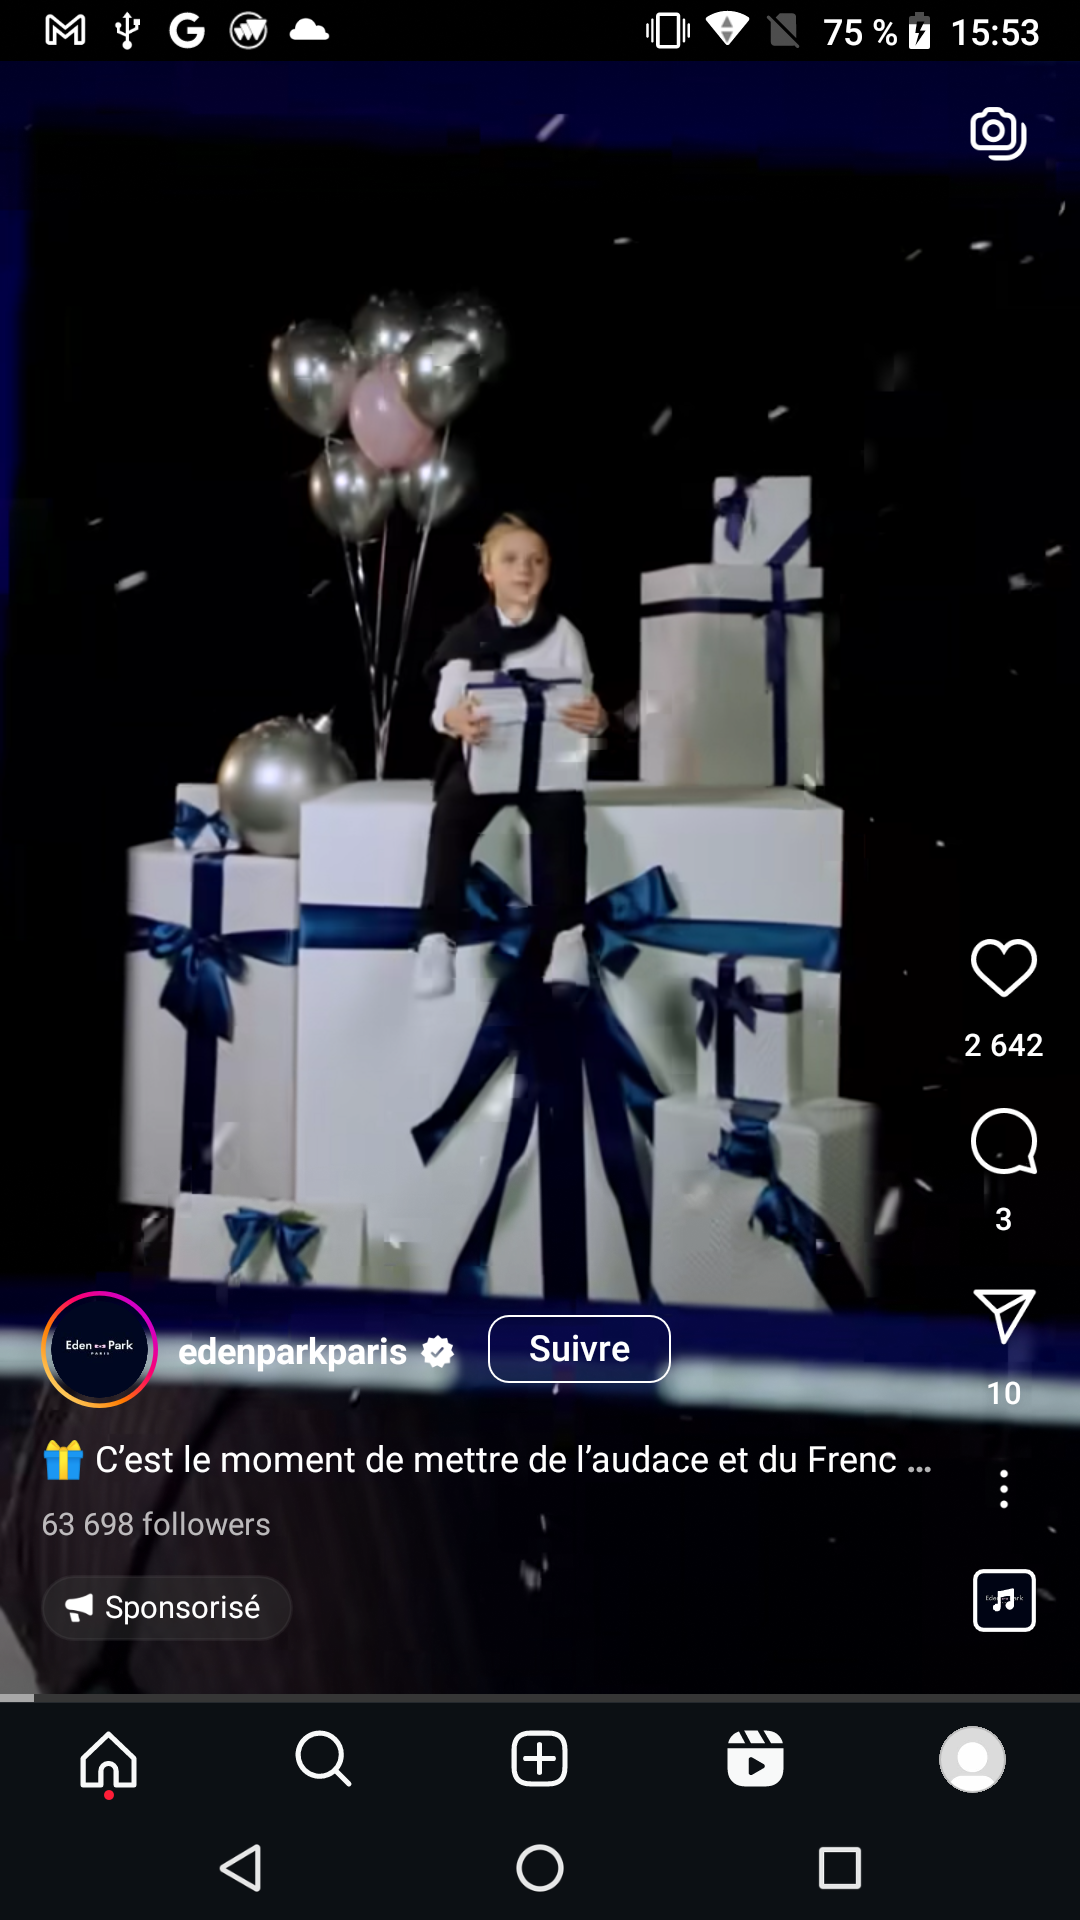 75 % 15:53
2 642
3
10
Eden Park
PARIS
edenparkparis
Suivre
🎁 C’est le moment de mettre de l’audace et du Frenc ...
63 698 followers
Sponsorisé